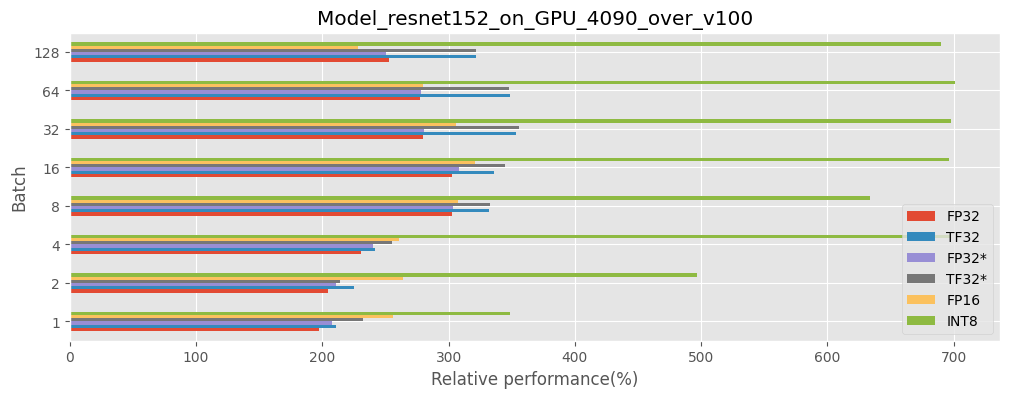 Model_resnet152_on_GPU_4090_over_v100
128
64
32
16
8
4
2
1
Batch
0 100 200 300 400 500 600 700
Relative performance(%)
FP32
TF32
FP32*
TF32*
FP16
INT8